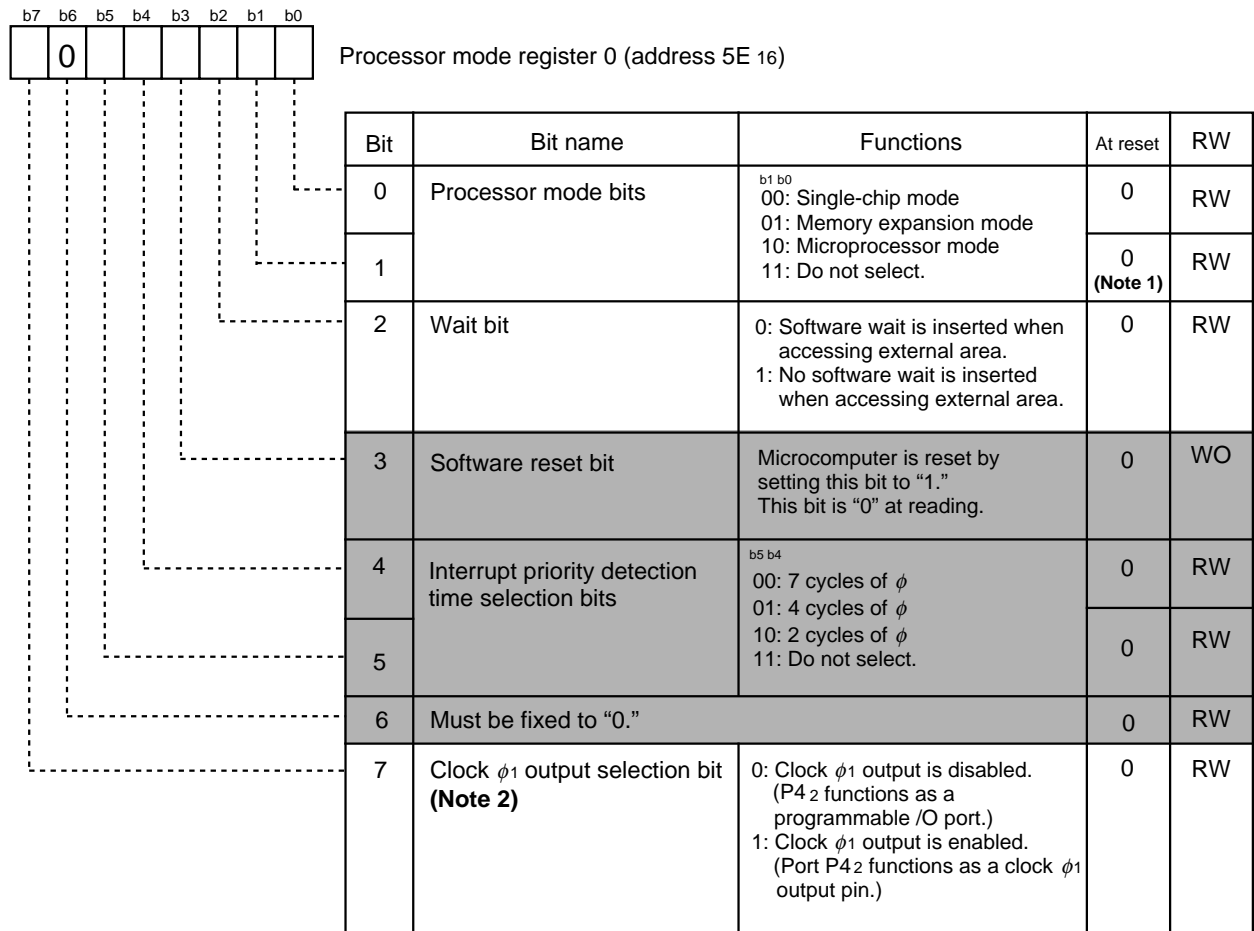 b7 b6 b5 b4 b3 b2 b1 b0
0
Processor mode register 0 (address 5E 16)
Bit Bit name Functions At reset RW
0 Processor mode bits
b1 b0
00: Single-chip mode
01: Memory expansion mode
10: Microprocessor mode
11: Do not select.
0 RW
1
0
(Note 1)
RW
2 Wait bit
0: Software wait is inserted when
accessing external area.
1: No software wait is inserted
when accessing external area.
0 RW
3 Software reset bit
Microcomputer is reset by
setting this bit to “1.”
This bit is “0” at reading.
0 WO
4
Interrupt priority detection
time selection bits
b5 b4
00: 7 cycles of ϕ
01: 4 cycles of ϕ
10: 2 cycles of ϕ
11: Do not select.
0 RW
5 0 RW
6 Must be fixed to “0.” 0 RW
7 Clock ϕ1 output selection bit
(Note 2)
0: Clock ϕ1 output is disabled.
(P4 2 functions as a
programmable /O port.)
1: Clock ϕ1 output is enabled.
(Port P4 2 functions as a clock ϕ1
output pin.)
0 RW